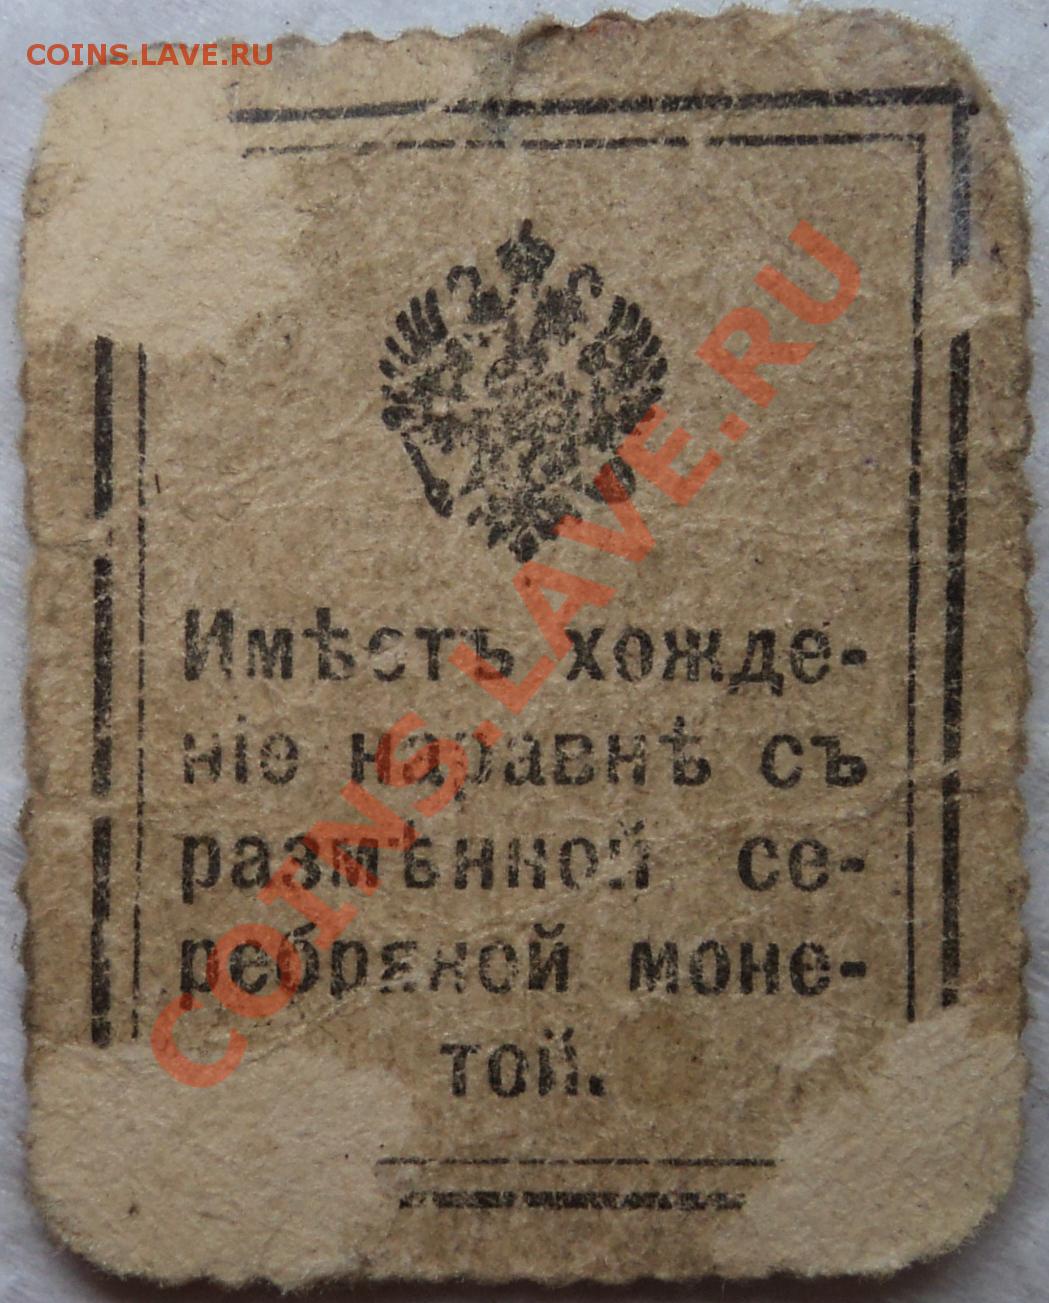 COINS.LAVE.RU
Имѣетъ хожде-
ніе наравнѣ съ
размѣнной се-
ребряной моне-
той.
COINS.LAVE.RU